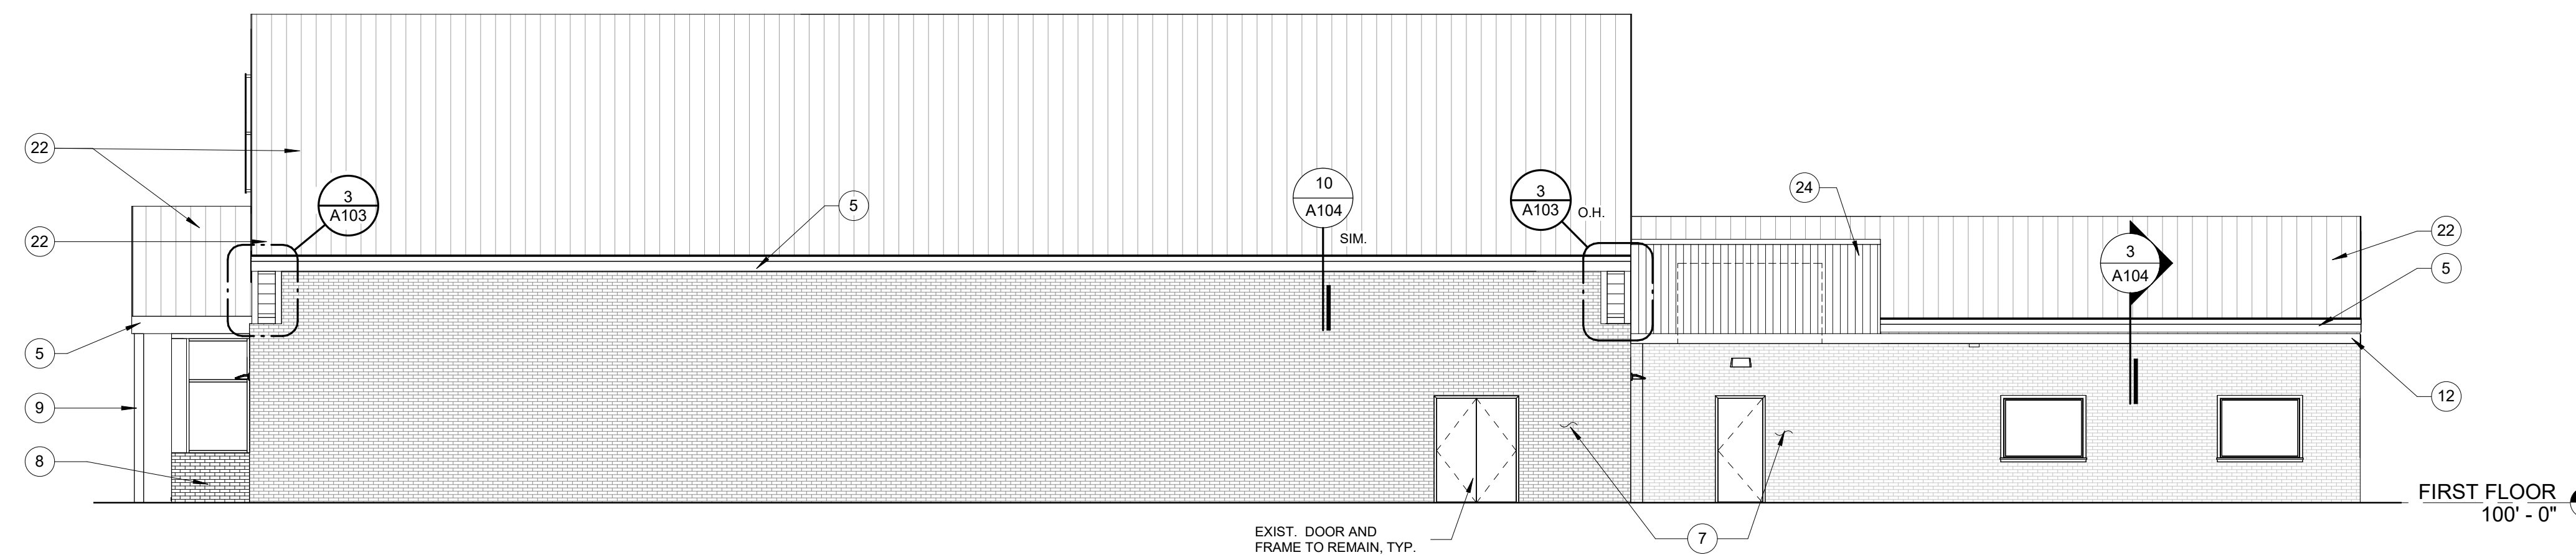 22
3
A103
22
5
10
A104
SIM.
3
A103
O.H.
24
22
3
A104
5
5
9
8
12
FIRST FLOOR
100' - 0"
EXIST. DOOR AND
FRAME TO REMAIN, TYP.
7